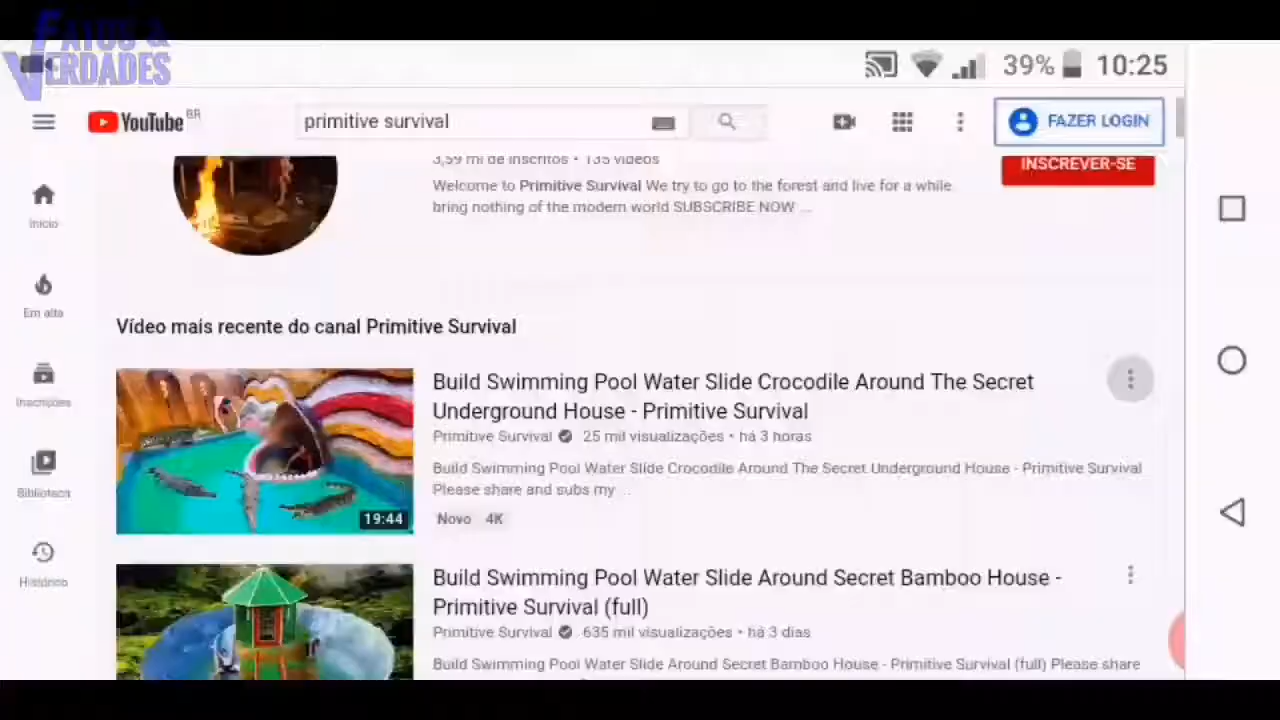 FATOS &
VERDADES
39% 10:25
YouTube BR
primitive survival
FAZER LOGIN
3,59 mi de inscritos • 135 vídeos
INSCREVER-SE
Welcome to Primitive Survival We try to go to the forest and live for a while
bring nothing of the modern world SUBSCRIBE NOW ...
Início
Em alta
Inscrições
Biblioteca
Histórico
Vídeo mais recente do canal Primitive Survival
Build Swimming Pool Water Slide Crocodile Around The Secret
Underground House - Primitive Survival
Primitive Survival 25 mil visualizações • há 3 horas
Build Swimming Pool Water Slide Crocodile Around The Secret Underground House - Primitive Survival
Please share and subs my ...
19:44
Novo 4K
Build Swimming Pool Water Slide Around Secret Bamboo House -
Primitive Survival (full)
Primitive Survival 635 mil visualizações • há 3 dias
Build Swimming Pool Water Slide Around Secret Bamboo House - Primitive Survival (full) Please share